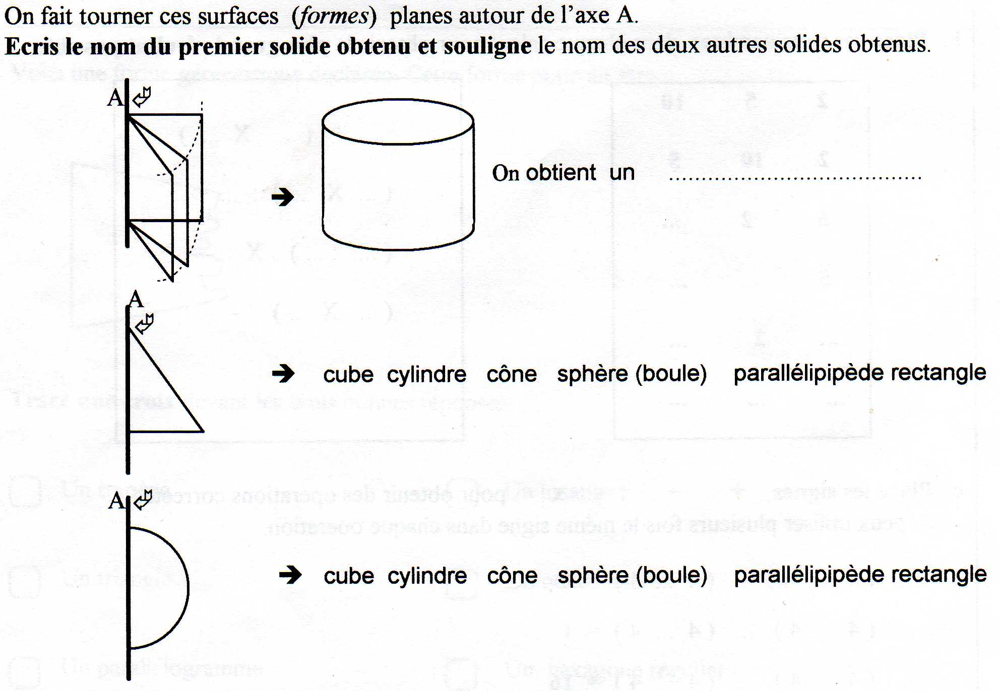 On fait tourner ces surfaces (formes) planes autour de l'axe A.
Ecris le nom du premier solide obtenu et souligne le nom des deux autres solides obtenus.
A
On obtient un ......................................
A
cube cylindre cône sphère (boule) parallélipipède rectangle
A
cube cylindre cône sphère (boule) parallélipipède rectangle